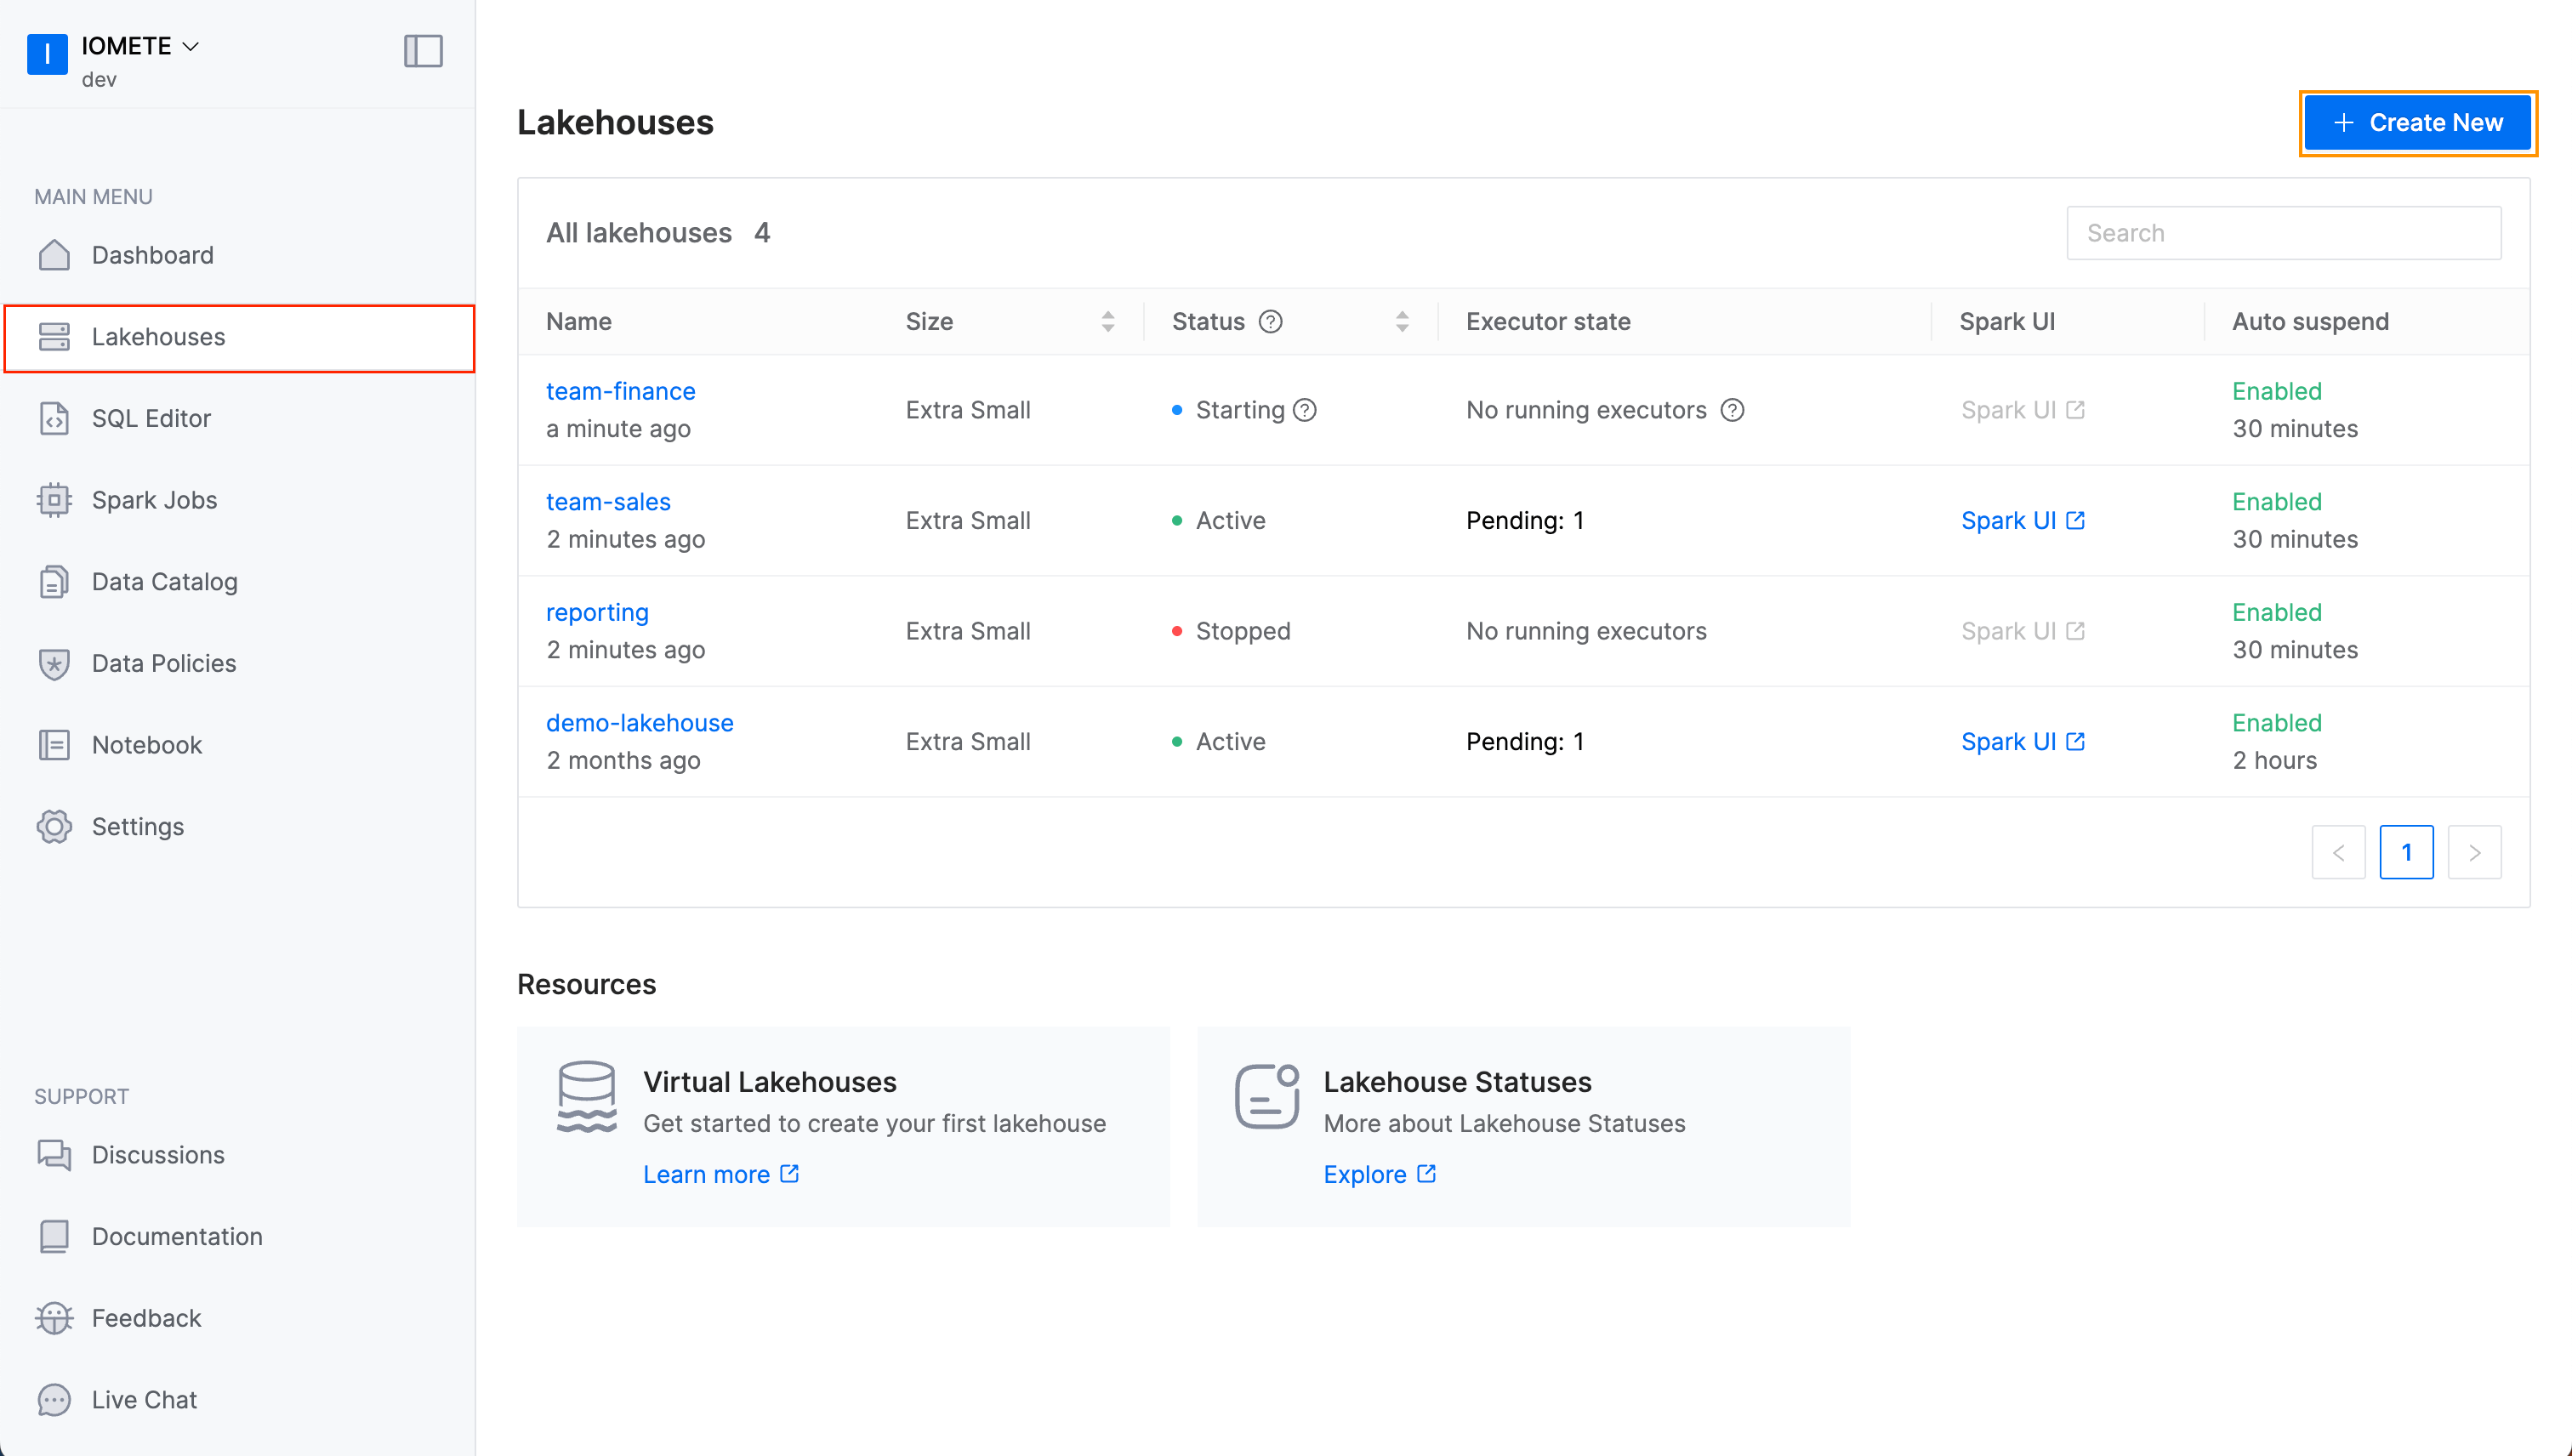 I IOMETE
dev
MAIN MENU
Dashboard
Lakehouses
SQL Editor
Spark Jobs
Data Catalog
Data Policies
Notebook
Settings
SUPPORT
Discussions
Documentation
Feedback
Live Chat
Lakehouses
+ Create New
All lakehouses 4
Search
Name Size Status ? Executor state Spark UI Auto suspend
team-finance
a minute ago
Extra Small
Starting ?
No running executors ?
Spark UI
Enabled
30 minutes
team-sales
2 minutes ago
Extra Small
Active
Pending: 1
Spark UI
Enabled
30 minutes
reporting
2 minutes ago
Extra Small
Stopped
No running executors
Spark UI
Enabled
30 minutes
demo-lakehouse
2 months ago
Extra Small
Active
Pending: 1
Spark UI
Enabled
2 hours
< 1 >
Resources
Virtual Lakehouses
Get started to create your first lakehouse
Learn more
Lakehouse Statuses
More about Lakehouse Statuses
Explore